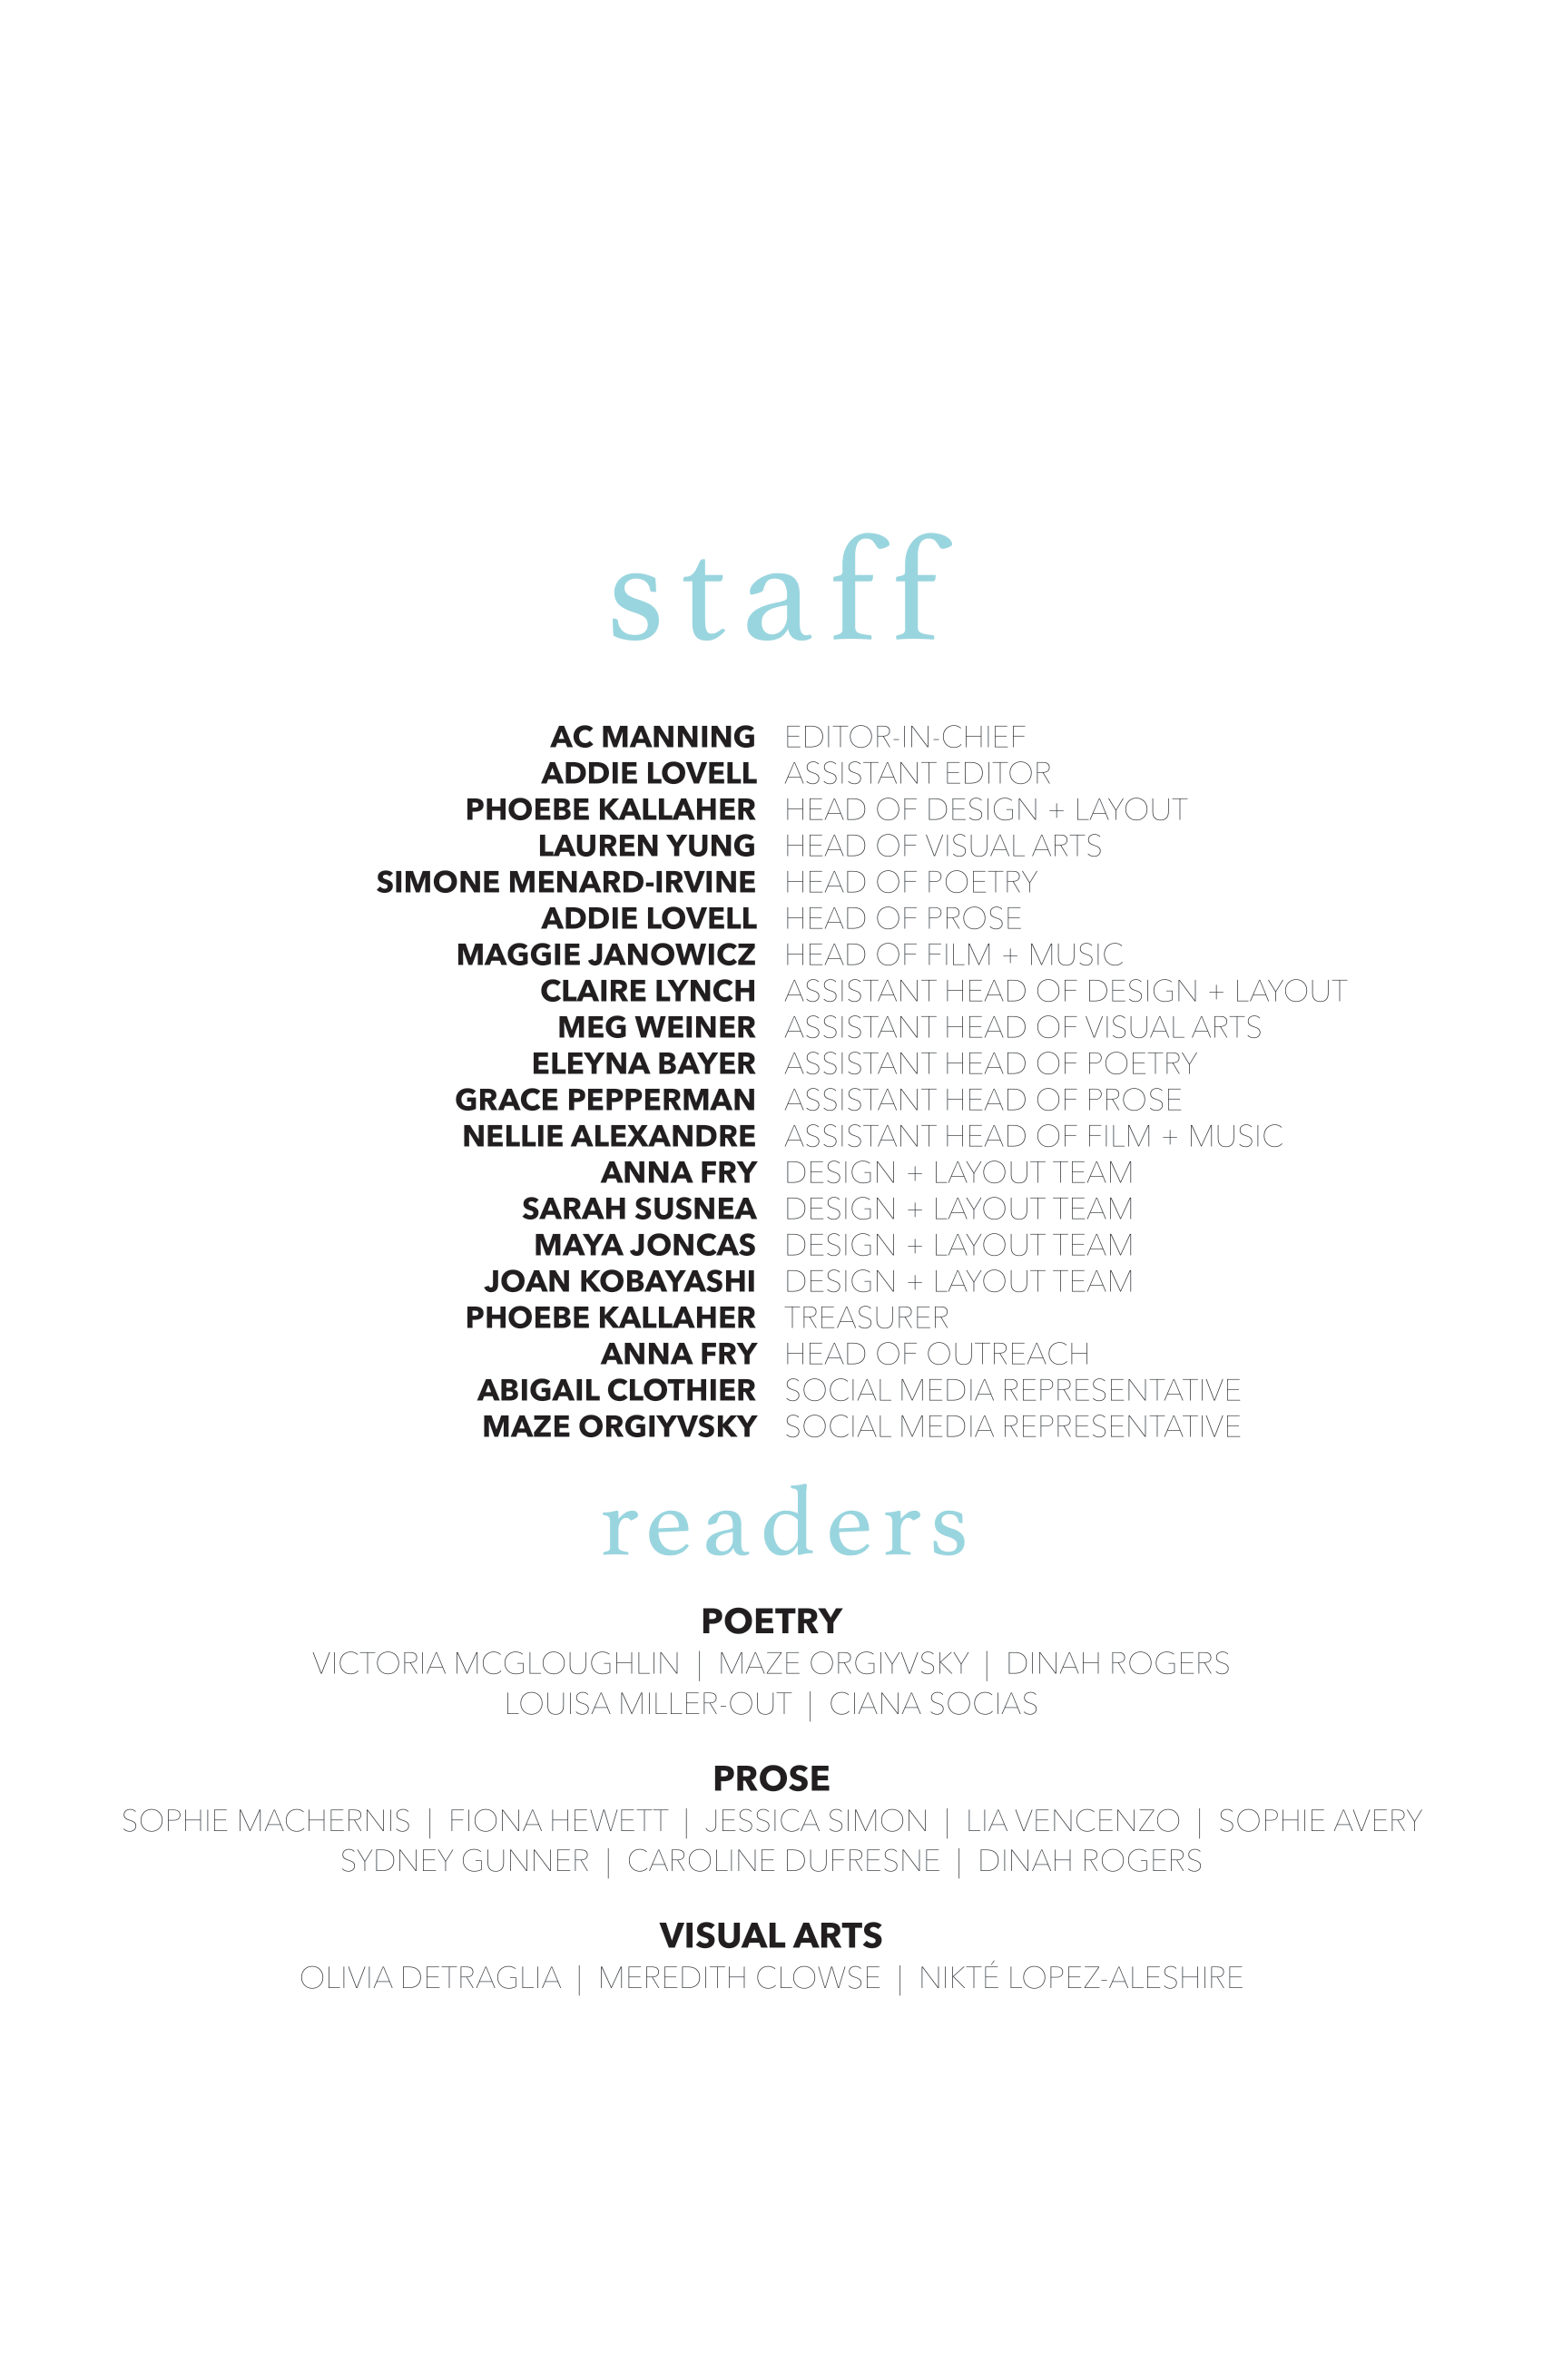 staff
AC MANNING EDITOR-IN-CHIEF
ADDIE LOVELL ASSISTANT EDITOR
PHOEBE KALLAHER HEAD OF DESIGN + LAYOUT
LAUREN YUNG HEAD OF VISUAL ARTS
SIMONE MENARD-IRVINE HEAD OF POETRY
ADDIE LOVELL HEAD OF PROSE
MAGGIE JANOWICZ HEAD OF FILM + MUSIC
CLAIRE LYNCH ASSISTANT HEAD OF DESIGN + LAYOUT
MEG WEINER ASSISTANT HEAD OF VISUAL ARTS
ELEYNA BAYER ASSISTANT HEAD OF POETRY
GRACE PEPPERMAN ASSISTANT HEAD OF PROSE
NELLIE ALEXANDRE ASSISTANT HEAD OF FILM + MUSIC
ANNA FRY DESIGN + LAYOUT TEAM
SARAH SUSNEA DESIGN + LAYOUT TEAM
MAYA JONCAS DESIGN + LAYOUT TEAM
JOAN KOBAYASHI DESIGN + LAYOUT TEAM
PHOEBE KALLAHER TREASURER
ANNA FRY HEAD OF OUTREACH
ABIGAIL CLOTHIER SOCIAL MEDIA REPRESENTATIVE
MAZE ORGIYVSKY SOCIAL MEDIA REPRESENTATIVE
readers
POETRY
VICTORIA MCGLOUGHLIN | MAZE ORGIYVSKY | DINAH ROGERS
LOUISA MILLER-OUT | CIANA SOCIAS
PROSE
SOPHIE MACHERNIS | FIONA HEWETT | JESSICA SIMON | LIA VENCENZO | SOPHIE AVERY
SYDNEY GUNNER | CAROLINE DUFRESNE | DINAH ROGERS
VISUAL ARTS
OLIVIA DETRAGLIA | MEREDITH CLOWSE | NIKTÉ LOPEZ-ALESHIRE